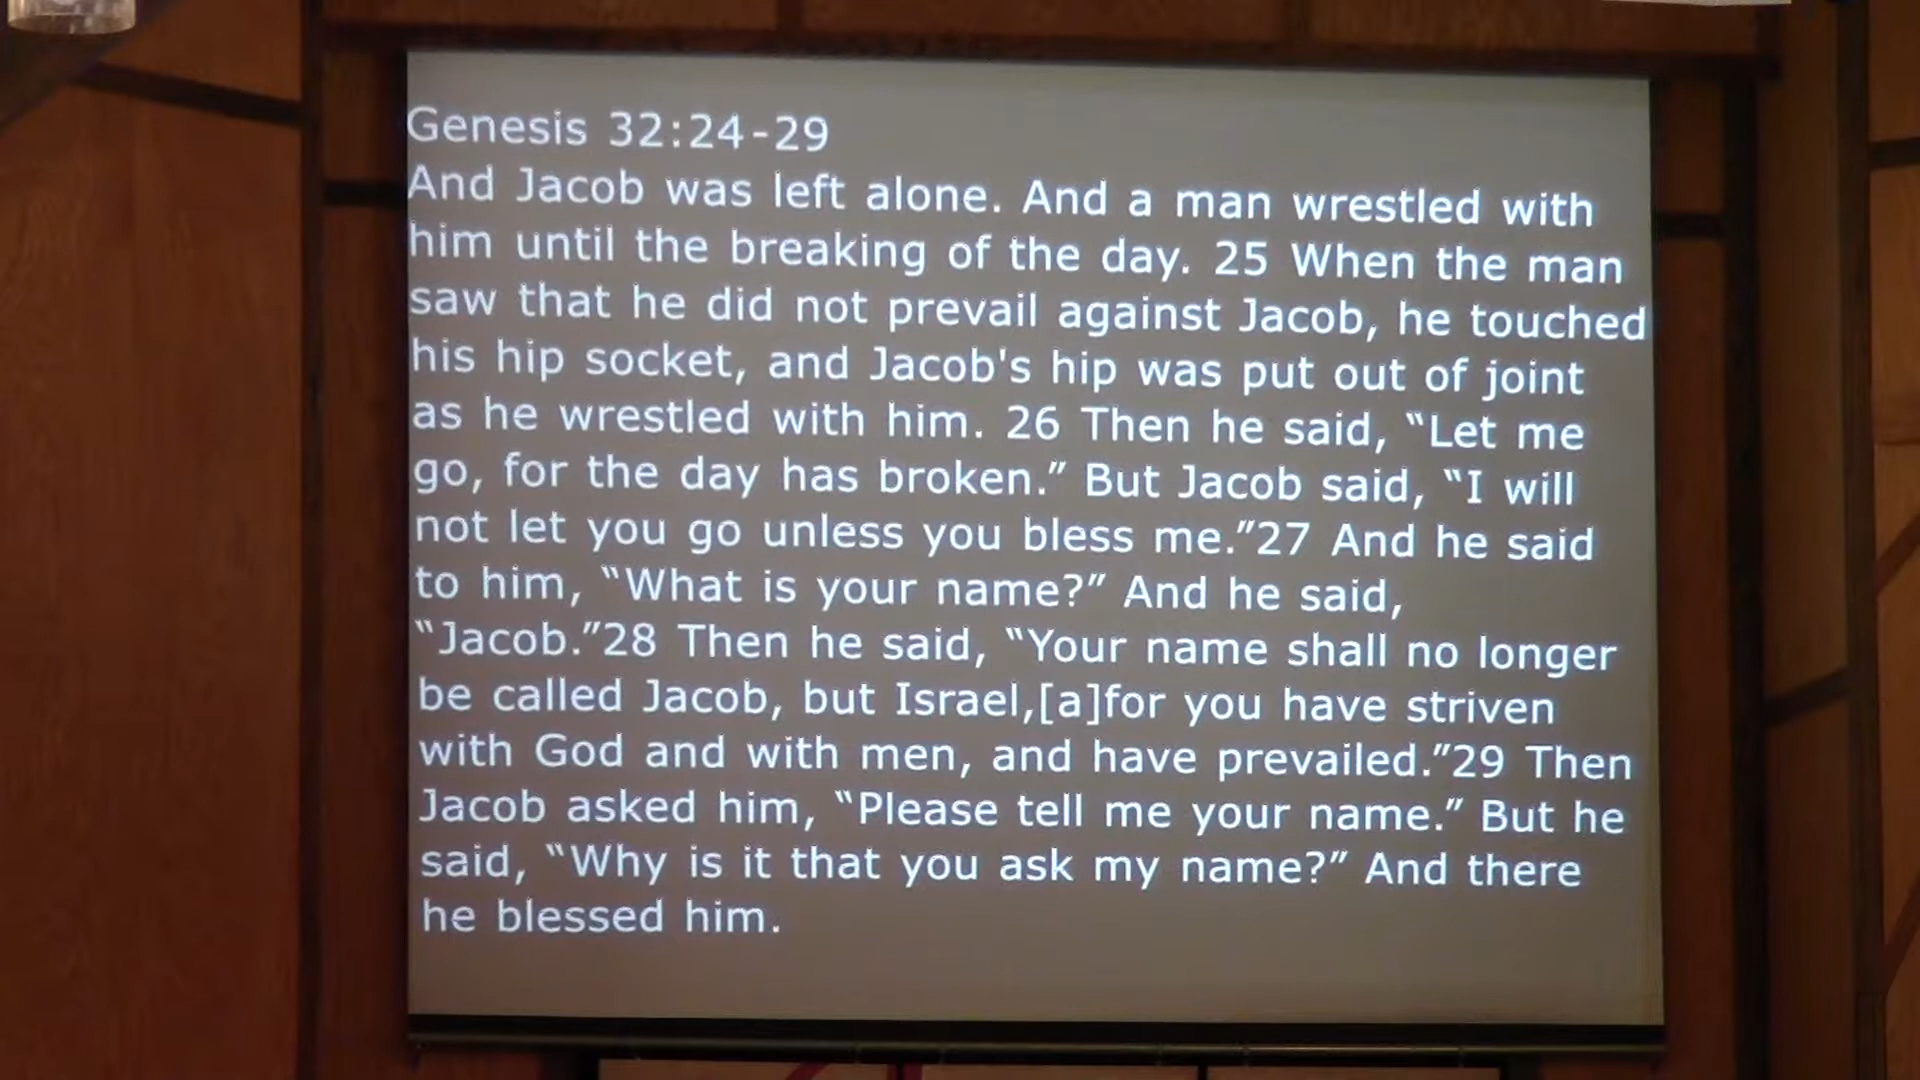 Genesis 32:24-29
And Jacob was left alone. And a man wrestled with
him until the breaking of the day. 25 When the man
saw that he did not prevail against Jacob, he touched
his hip socket, and Jacob's hip was put out of joint
as he wrestled with him. 26 Then he said, “Let me
go, for the day has broken.” But Jacob said, “I will
not let you go unless you bless me.”27 And he said
to him, “What is your name?” And he said,
“Jacob.”28 Then he said, “Your name shall no longer
be called Jacob, but Israel,[a]for you have striven
with God and with men, and have prevailed.”29 Then
Jacob asked him, “Please tell me your name.” But he
said, “Why is it that you ask my name?” And there
he blessed him.